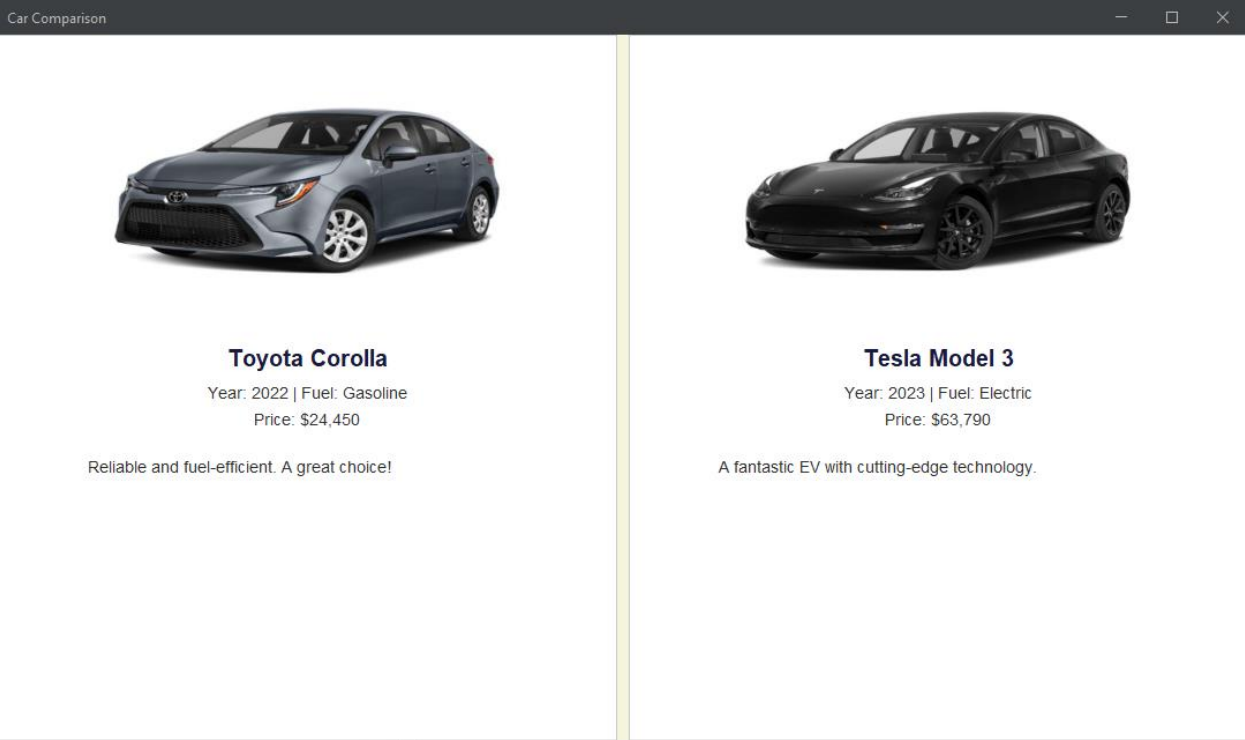 Car Comparison
Toyota Corolla
Year: 2022 | Fuel: Gasoline
Price: $24,450
Reliable and fuel-efficient. A great choice!
Tesla Model 3
Year: 2023 | Fuel: Electric
Price: $63,790
A fantastic EV with cutting-edge technology.